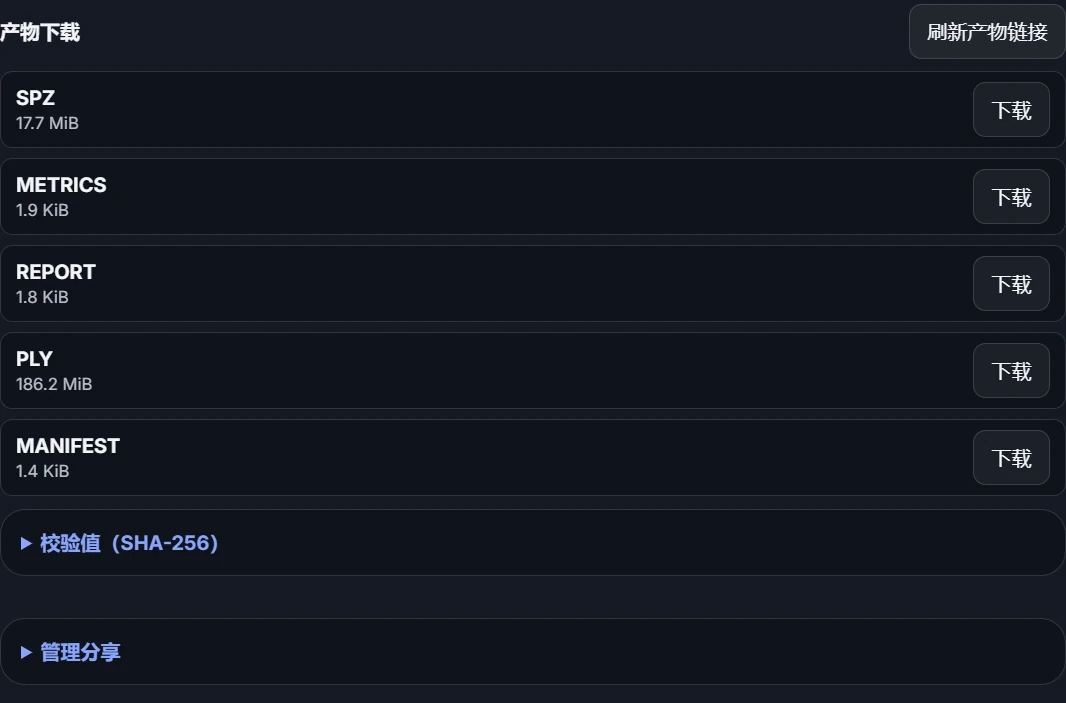 产物下载
刷新产物链接
SPZ
17.7 MiB
下载
METRICS
1.9 KiB
下载
REPORT
1.8 KiB
下载
PLY
186.2 MiB
下载
MANIFEST
1.4 KiB
下载
校验值（SHA-256）
管理分享